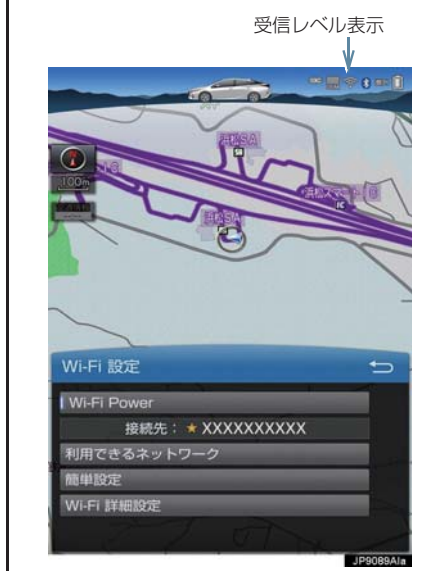 受信レベル表示
浜松SA
100m
浜松スマートIC
浜松SA
Wi-Fi 設定
Wi-Fi Power
接続先：★ XXXXXXXXXX
利用できるネットワーク
簡単設定
Wi-Fi 詳細設定
JP9089AIa